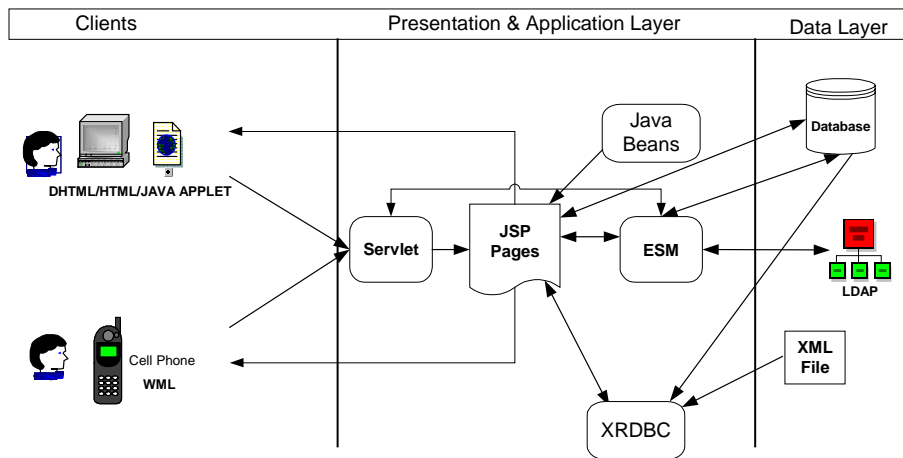 Clients
Presentation & Application Layer
Data Layer
DHTML/HTML/JAVA APPLET
Java
Beans
Database
Servlet
JSP
Pages
ESM
LDAP
Cell Phone
WML
XML
File
XRDBC